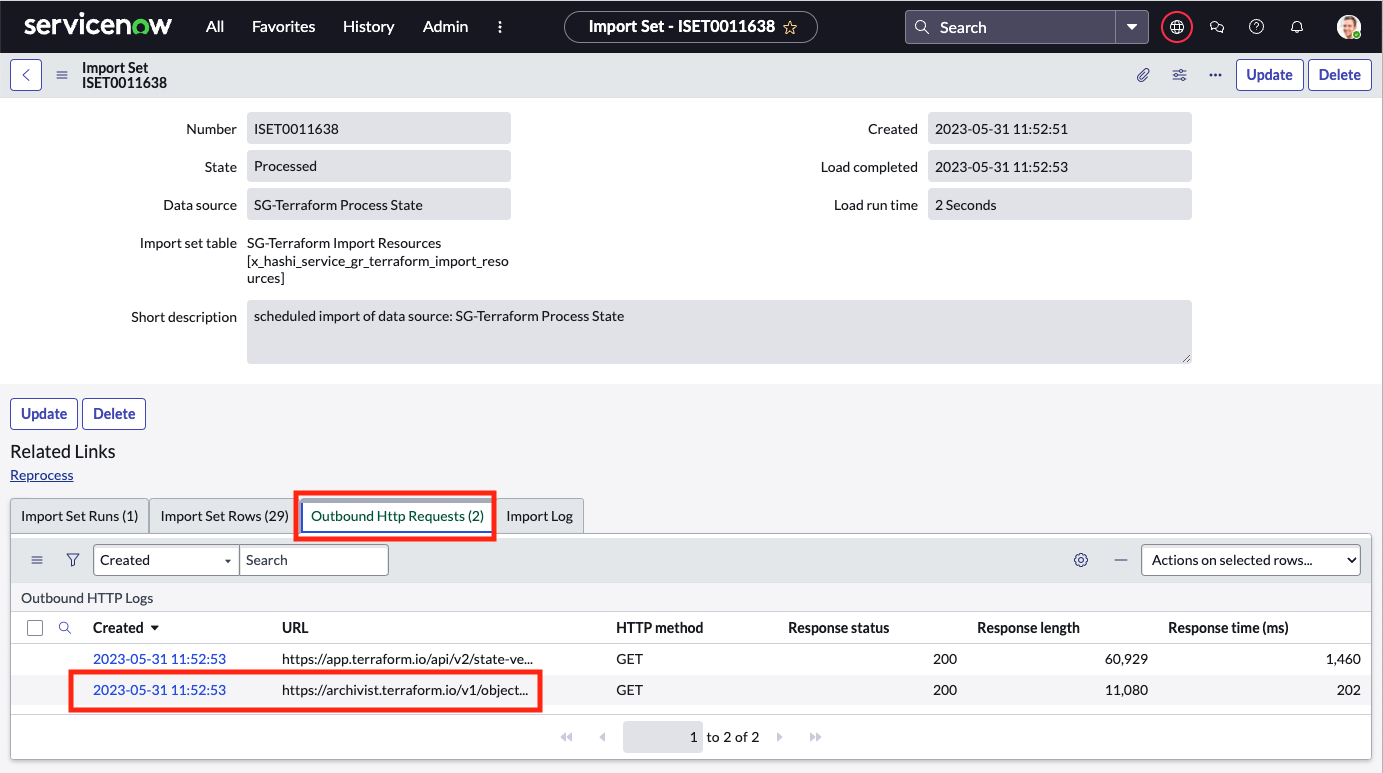 servicenow All Favorites History Admin Import Set - ISET0011638 Search
Import Set
ISET0011638
Update Delete
Number ISET0011638 Created 2023-05-31 11:52:51
State Processed Load completed 2023-05-31 11:52:53
Data source SG-Terraform Process State Load run time 2 Seconds
Import set table SG-Terraform Import Resources
[x_hashi_service_gr_terraform_import_reso
urces]
Short description scheduled import of data source: SG-Terraform Process State
Update Delete
Related Links
Reprocess
Import Set Runs (1) Import Set Rows (29) Outbound Http Requests (2) Import Log
Created Search Actions on selected rows...
Outbound HTTP Logs
Created URL HTTP method Response status Response length Response time (ms)
2023-05-31 11:52:53 https://app.terraform.io/api/v2/state-ve... GET 200 60,929 1,460
2023-05-31 11:52:53 https://archivist.terraform.io/v1/object... GET 200 11,080 202
1 to 2 of 2